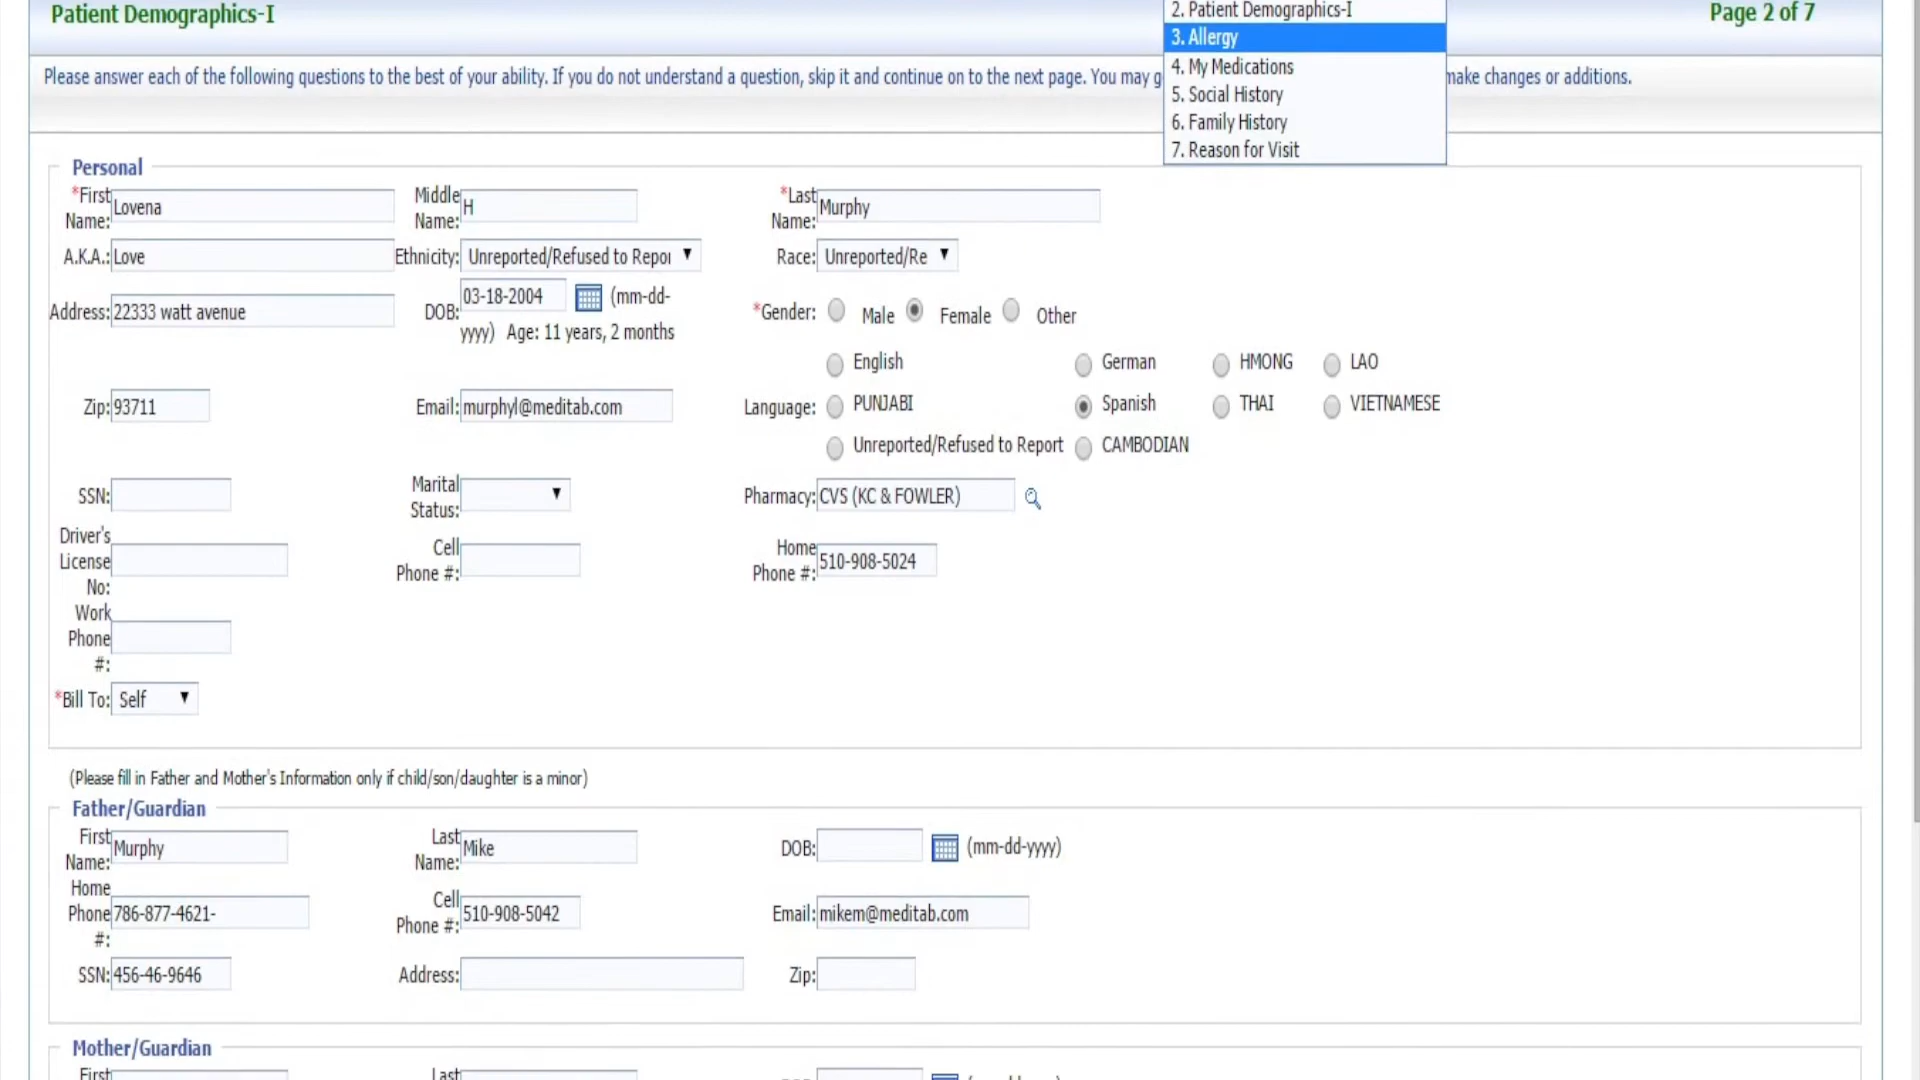 Patient Demographics-I
2. Patient Demographics-I
Page 2 of 7
3. Allergy
Please answer each of the following questions to the best of your ability. If you do not understand a question, skip it and continue on to the next page. You may g
make changes or additions.
4. My Medications
5. Social History
6. Family History
7. Reason for Visit
Personal
*First Name: Lovena
Middle Name: H
*Last Name: Murphy
A.K.A.: Love
Ethnicity: Unreported/Refused to Repor
Race: Unreported/Re
Address: 22333 watt avenue
DOB: 03-18-2004 (mm-dd-yyyy) Age: 11 years, 2 months
*Gender: Male Female Other
English German HMONG LAO
Zip: 93711
Email: murphyl@meditab.com
Language: PUNJABI Spanish THAI VIETNAMESE
Unreported/Refused to Report CAMBODIAN
SSN:
Marital Status:
Pharmacy: CVS (KC & FOWLER)
Driver's License No:
Cell Phone #:
Home Phone #: 510-908-5024
Work Phone #:
*Bill To: Self
(Please fill in Father and Mother's Information only if child/son/daughter is a minor)
Father/Guardian
First Name: Murphy
Last Name: Mike
DOB: (mm-dd-yyyy)
Home Phone #: 786-877-4621-
Cell Phone #: 510-908-5042
Email: mikem@meditab.com
SSN: 456-46-9646
Address:
Zip:
Mother/Guardian
First
Last